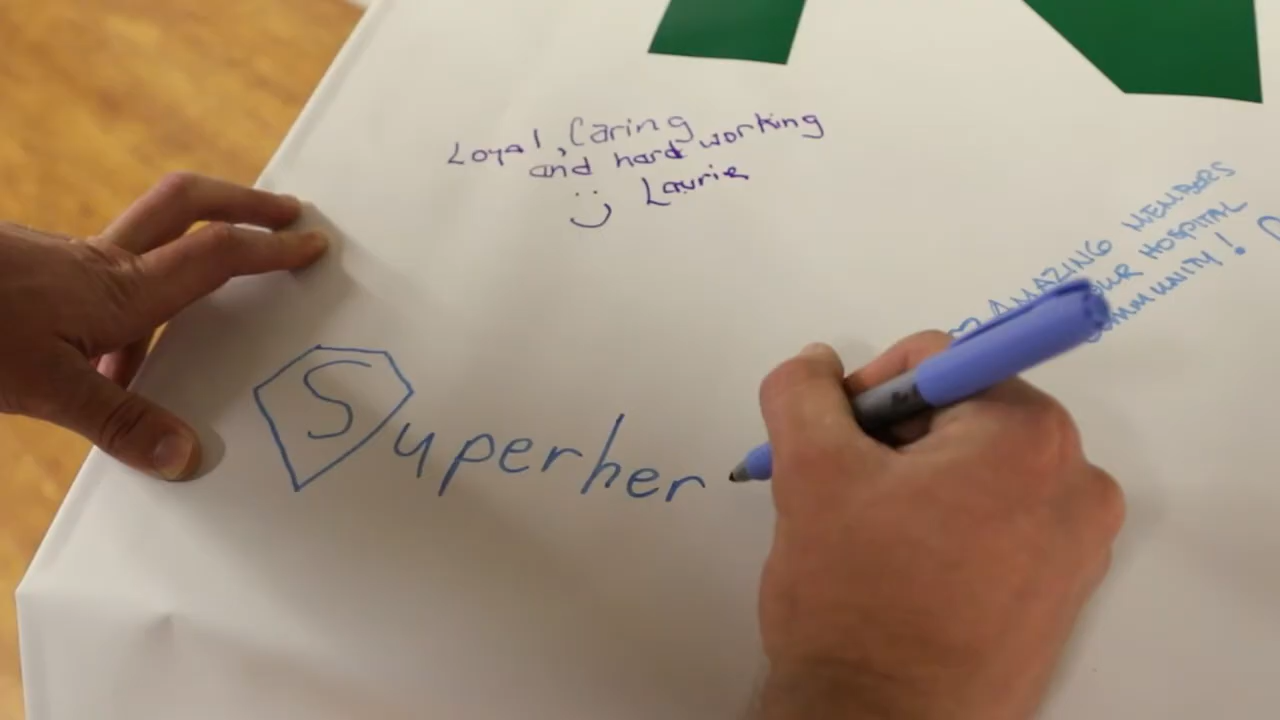 Loyal, Caring
and hard working
Laurie
AMAZING MEMBERS
OUR HOSPITAL
COMMUNITY!
Superher